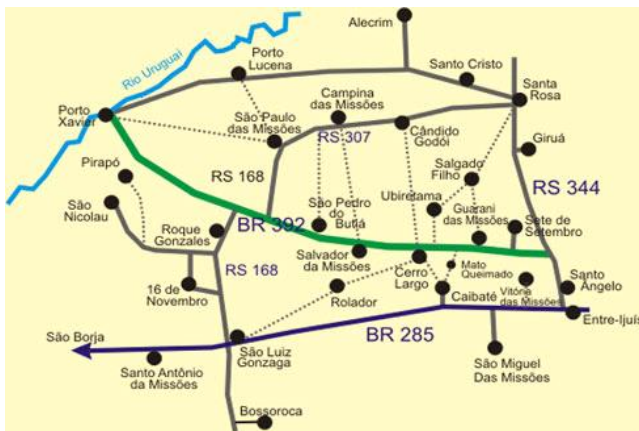 Alecrim
Rio Uruguai
Porto
Lucena
Santo Cristo
Santa
Rosa
Porto
Xavier
São Paulo
das Missões
Campina
das Missões
RS 307
Cândido
Godói
Giruá
Pirapó
RS 168
Salgado
Filho
RS 344
São
Nicolau
Roque
Gonzales
BR 392
São Pedro
do
Butiá
Ubiretama
Guarani
das Missões
Sete de
Setembro
RS 168
Salvador
da Missões
Cerro
Largo
Mato
Queimado
Vitória
das Missões
Santo
Ângelo
16 de
Novembro
Rolador
Caibaté
Entre-Ijuís
São Borja
BR 285
Santo Antônio
da Missões
São Luiz
Gonzaga
São Miguel
Das Missões
Bossoroca